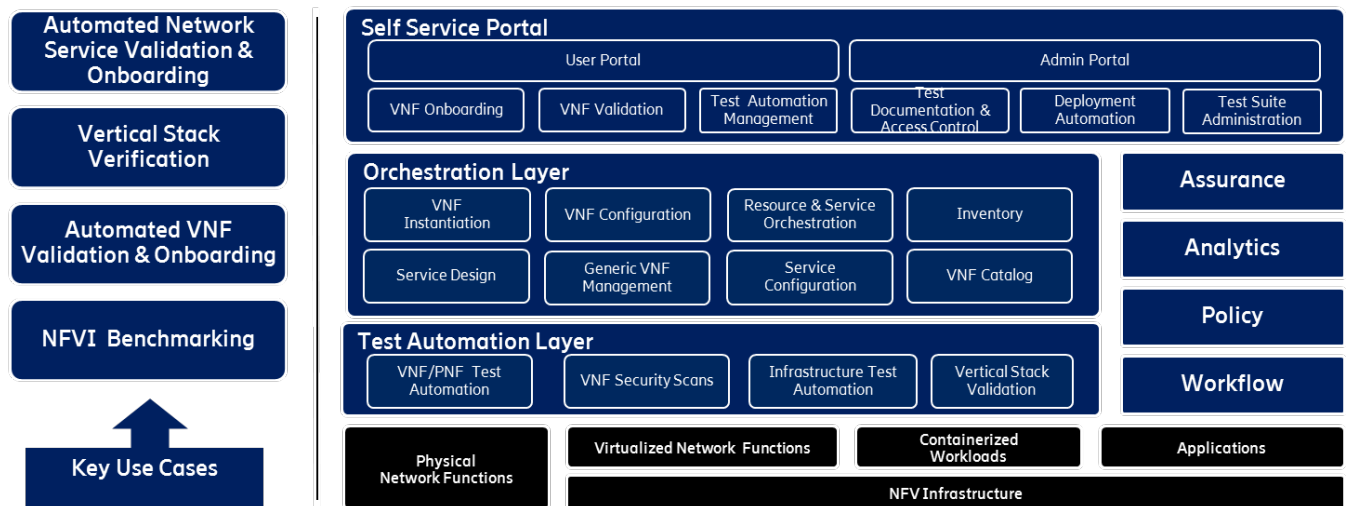 Automated Network
Service Validation &
Onboarding
Vertical Stack
Verification
Automated VNF
Validation & Onboarding
NFVI Benchmarking
Key Use Cases
Self Service Portal
User Portal
Admin Portal
VNF Onboarding
VNF Validation
Test Automation
Management
Test
Documentation &
Access Control
Deployment
Automation
Test Suite
Administration
Orchestration Layer
VNF
Instantiation
VNF Configuration
Resource & Service
Orchestration
Inventory
Service Design
Generic VNF
Management
Service
Configuration
VNF Catalog
Test Automation Layer
VNF/PNF Test
Automation
VNF Security Scans
Infrastructure Test
Automation
Vertical Stack
Validation
Assurance
Analytics
Policy
Workflow
Physical
Network Functions
Virtualized Network Functions
Containerized
Workloads
Applications
NFV Infrastructure